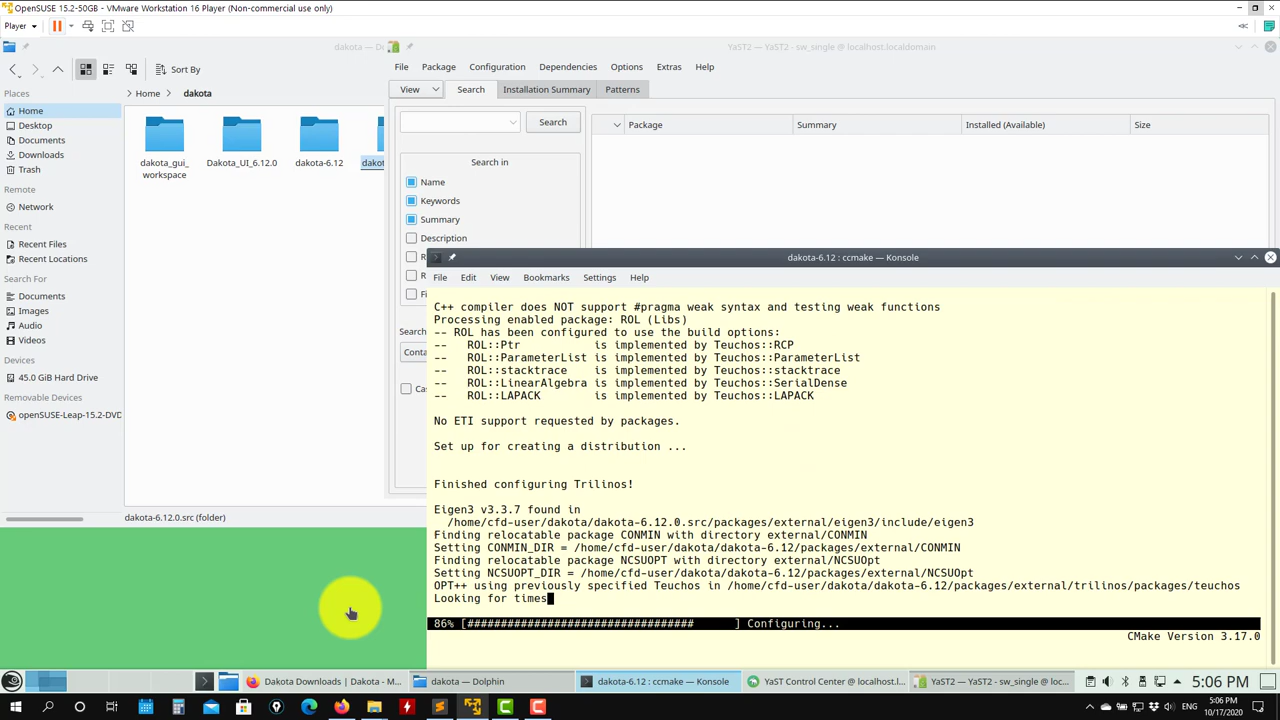 OpenSUSE 15.2-50GB - VMware Workstation 16 Player (Non-commercial use only)
Player
dakota — Do
YaST2 — YaST2 - sw_single @ localhost.localdomain
Sort By
File Package Configuration Dependencies Options Extras Help
View Search Installation Summary Patterns
Places
Home dakota
Home
Desktop
Documents
Downloads
Trash
Remote
Network
Recent
Recent Files
Recent Locations
Search For
Documents
Images
Audio
Videos
Devices
45.0 GiB Hard Drive
Removable Devices
openSUSE-Leap-15.2-DVD
dakota_gui_
workspace
Dakota_UI_6.12.0
dakota-6.12
dakot
dakota-6.12.0.src (folder)
Search
Search in
Name
Keywords
Summary
Description
R
R
Fi
Search
Conta
Cas
Package Summary Installed (Available) Size
dakota-6.12 : ccmake — Konsole
File Edit View Bookmarks Settings Help
C++ compiler does NOT support #pragma weak syntax and testing weak functions
Processing enabled package: ROL (Libs)
-- ROL has been configured to use the build options:
-- ROL::Ptr is implemented by Teuchos::RCP
-- ROL::ParameterList is implemented by Teuchos::ParameterList
-- ROL::stacktrace is implemented by Teuchos::stacktrace
-- ROL::LinearAlgebra is implemented by Teuchos::SerialDense
-- ROL::LAPACK is implemented by Teuchos::LAPACK
No ETI support requested by packages.
Set up for creating a distribution ...
Finished configuring Trilinos!
Eigen3 v3.3.7 found in
/home/cfd-user/dakota/dakota-6.12.0.src/packages/external/eigen3/include/eigen3
Finding relocatable package CONMIN with directory external/CONMIN
Setting CONMIN_DIR = /home/cfd-user/dakota/dakota-6.12/packages/external/CONMIN
Finding relocatable package NCSUOPT with directory external/NCSUOpt
Setting NCSUOPT_DIR = /home/cfd-user/dakota/dakota-6.12/packages/external/NCSUOpt
OPT++ using previously specified Teuchos in /home/cfd-user/dakota/dakota-6.12/packages/external/trilinos/packages/teuchos
Looking for times
86% [################################## ] Configuring...
CMake Version 3.17.0
Dakota Downloads | Dakota - M...
dakota — Dolphin
dakota-6.12 : ccmake — Konsole
YaST Control Center @ localhost.l...
YaST2 — YaST2 - sw_single @ loc...
5:06 PM
5:06 PM
ENG
10/17/2020